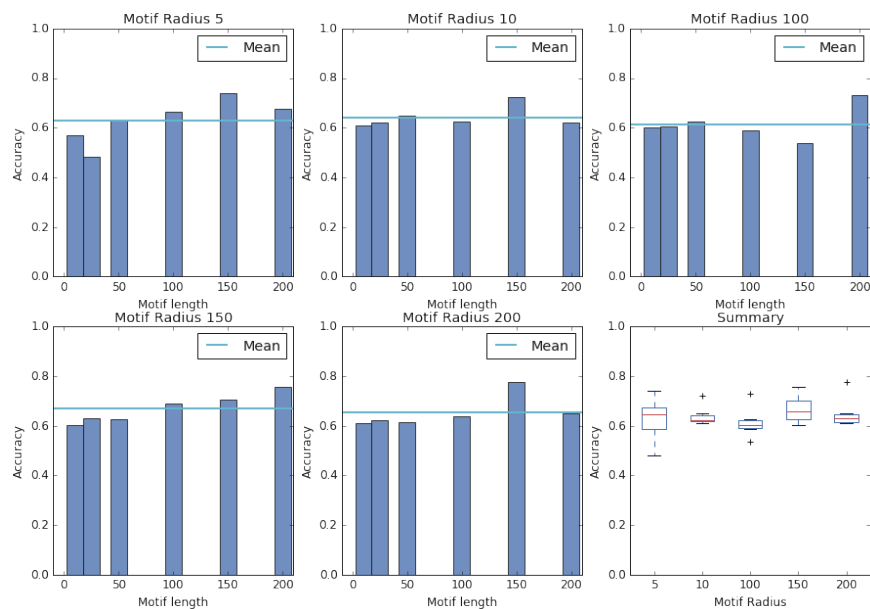 Motif Radius 5
Mean
Accuracy
1.0
0.8
0.6
0.4
0.2
0.0
0 50 100 150 200
Motif length
Motif Radius 10
Mean
Accuracy
1.0
0.8
0.6
0.4
0.2
0.0
0 50 100 150 200
Motif length
Motif Radius 100
Mean
Accuracy
1.0
0.8
0.6
0.4
0.2
0.0
0 50 100 150 200
Motif length
Motif Radius 150
Mean
Accuracy
1.0
0.8
0.6
0.4
0.2
0.0
0 50 100 150 200
Motif length
Motif Radius 200
Mean
Accuracy
1.0
0.8
0.6
0.4
0.2
0.0
0 50 100 150 200
Motif length
Summary
Accuracy
1.0
0.8
0.6
0.4
0.2
0.0
5 10 100 150 200
Motif Radius